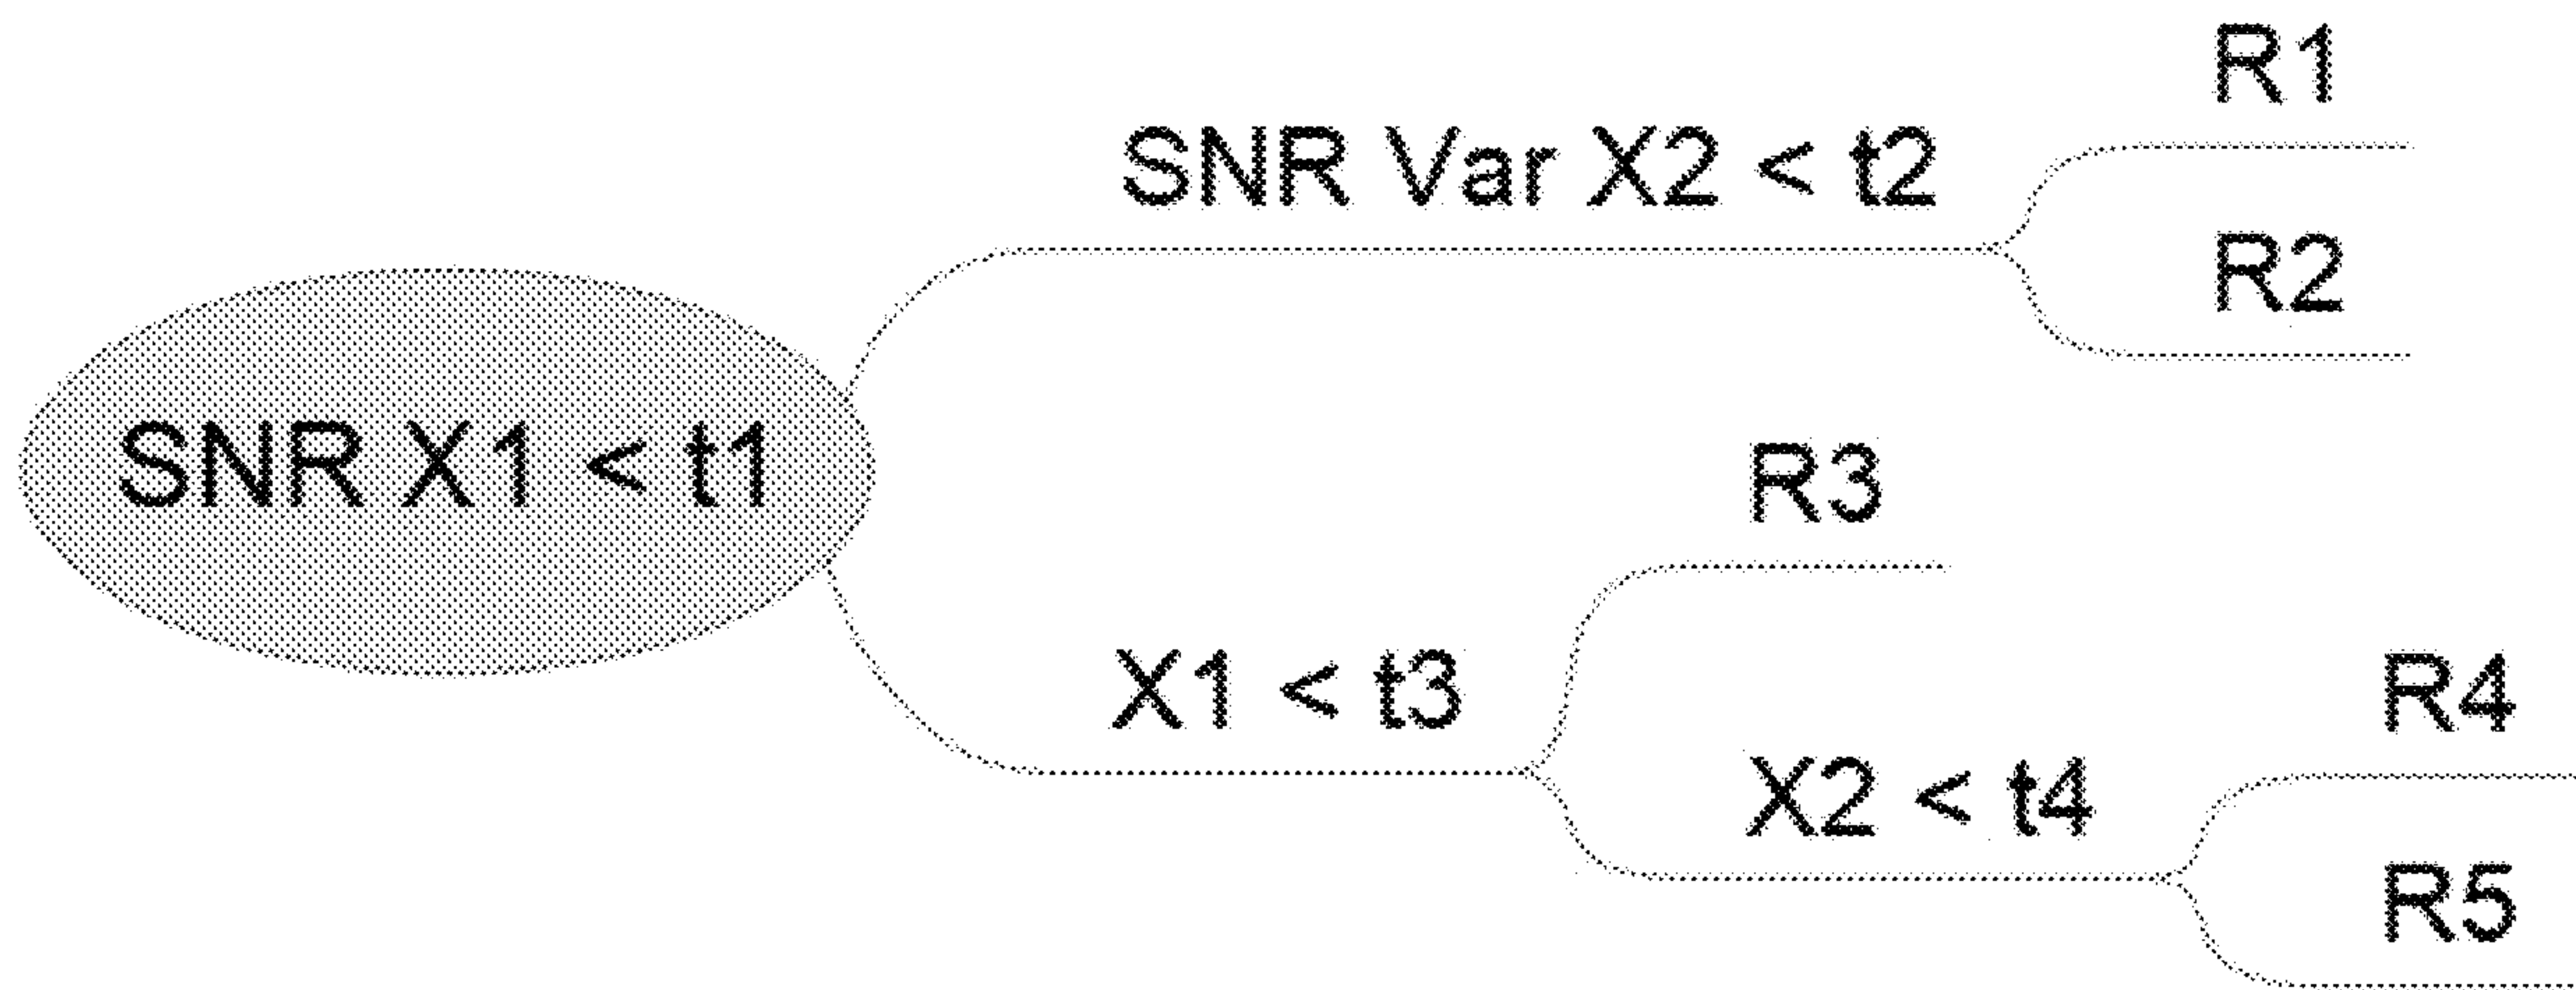 R1
SNR Var X2 < t2
R2
SNR X1 < t1
R3
X1 < t3
R4
X2 < t4
R5